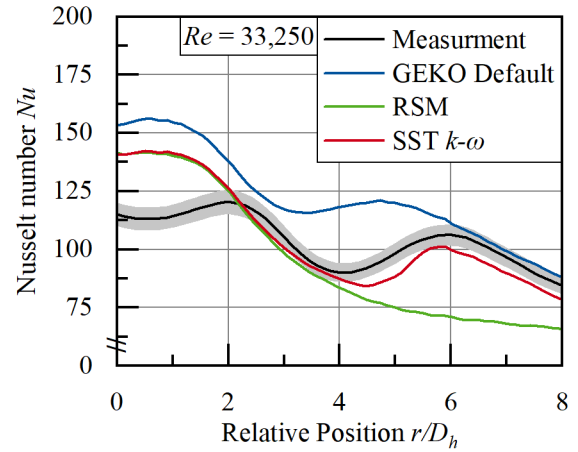 200
175
150
125
100
75
0
Nusselt number Nu
Re = 33,250
Measurment
GEKO Default
RSM
SST k-ω
0
2
4
6
8
Relative Position r/Dh